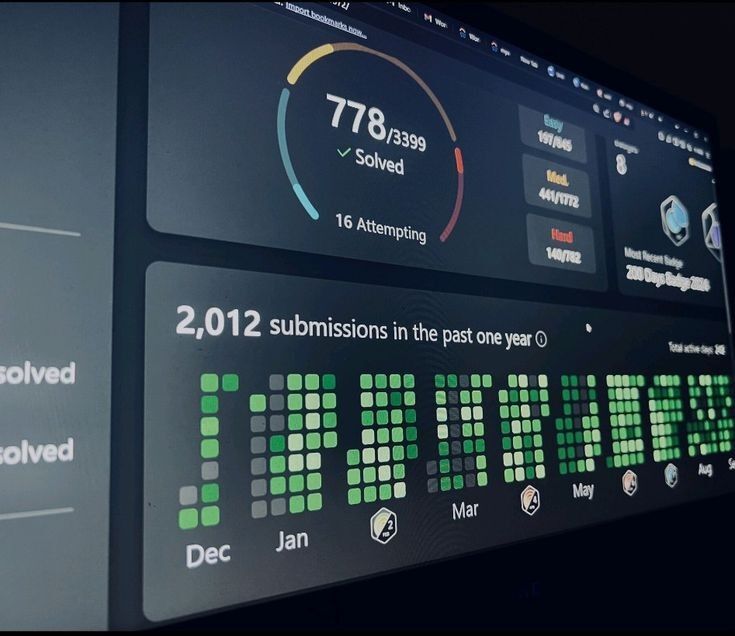 Import bookmarks now...
778/3399
Solved
16 Attempting
Easy
197/845
Med.
441/1772
Hard
140/782
8
Most Recent Badge
200 Days Badge 2024
2,012 submissions in the past one year
Total active days
solved
solved
Dec
Jan
Mar
May
Aug